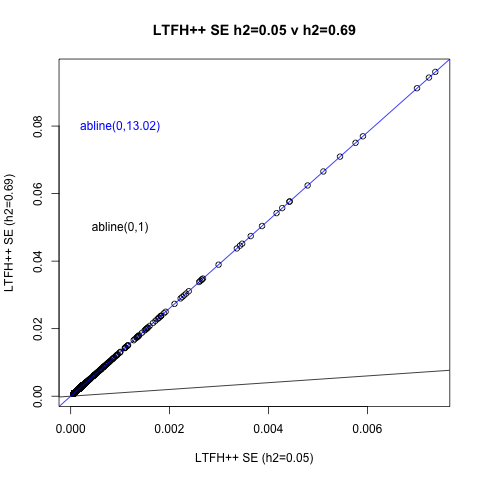 LTFH++ SE h2=0.05 v h2=0.69
abline(0,13.02)
abline(0,1)
LTFH++ SE (h2=0.69)
0.08
0.06
0.04
0.02
0.00
0.000
0.002
0.004
0.006
LTFH++ SE (h2=0.05)